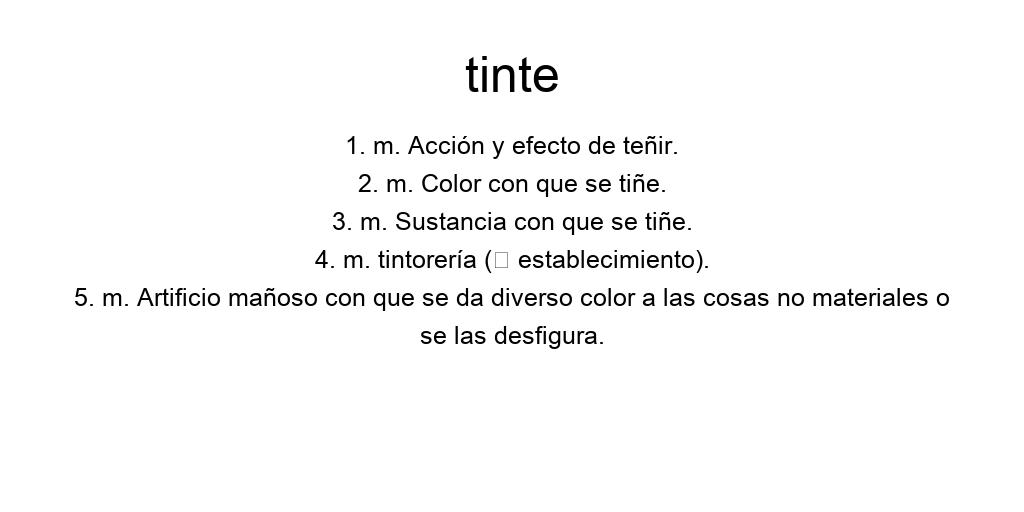 tinte
1. m. Acción y efecto de teñir.
2. m. Color con que se tiñe.
3. m. Sustancia con que se tiñe.
4. m. tintorería (□ establecimiento).
5. m. Artificio mañoso con que se da diverso color a las cosas no materiales o
se las desfigura.